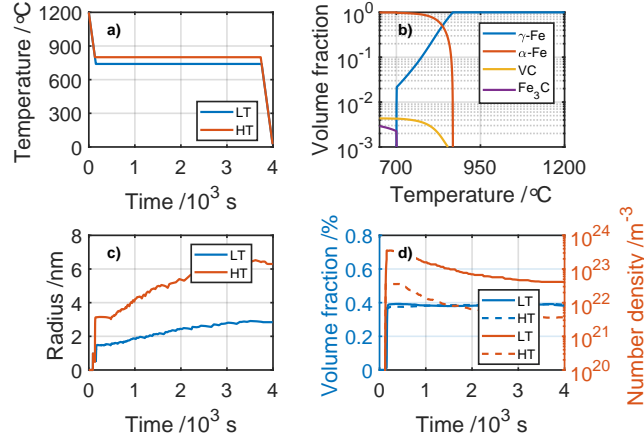 a)
Temperature /°C
1200
900
600
300
0
0 1 2 3 4
Time /10³ s
LT
HT
b)
Volume fraction
10⁰
10⁻¹
10⁻²
10⁻³
700 950 1200
Temperature /°C
γ-Fe
α-Fe
VC
Fe₃C
c)
Radius /nm
8
6
4
2
0
0 1 2 3 4
Time /10³ s
LT
HT
d)
Volume fraction /%
0.8
0.6
0.4
0.2
0
0 1 2 3 4
Time /10³ s
LT
HT
LT
HT
10²⁴
10²³
10²²
10²¹
10²⁰
Number density /m⁻³